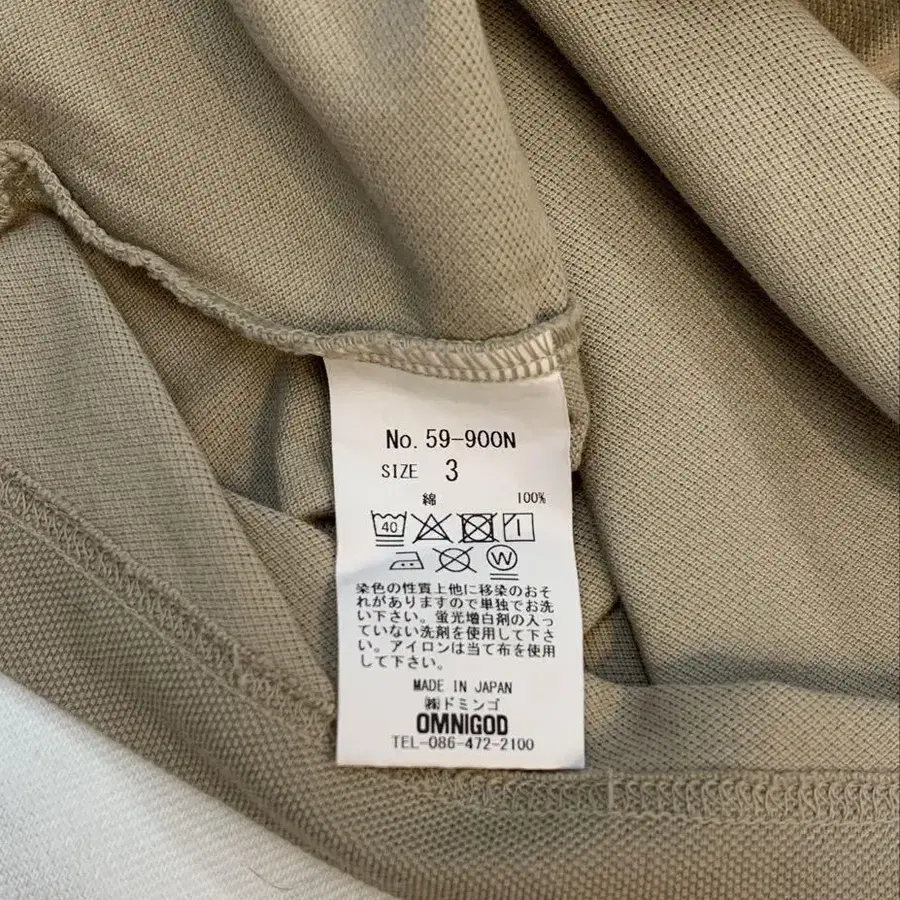 No. 59-900N
SIZE 3
綿 100%
40
W
染色の性質上他に移染のおそ
れがありますので単独でお洗
い下さい。蛍光増白剤の入っ
ていない洗剤を使用して下さ
い。アイロンは当て布を使用
して下さい。
MADE IN JAPAN
㈱ドミンゴ
OMNIGOD
TEL-086-472-2100